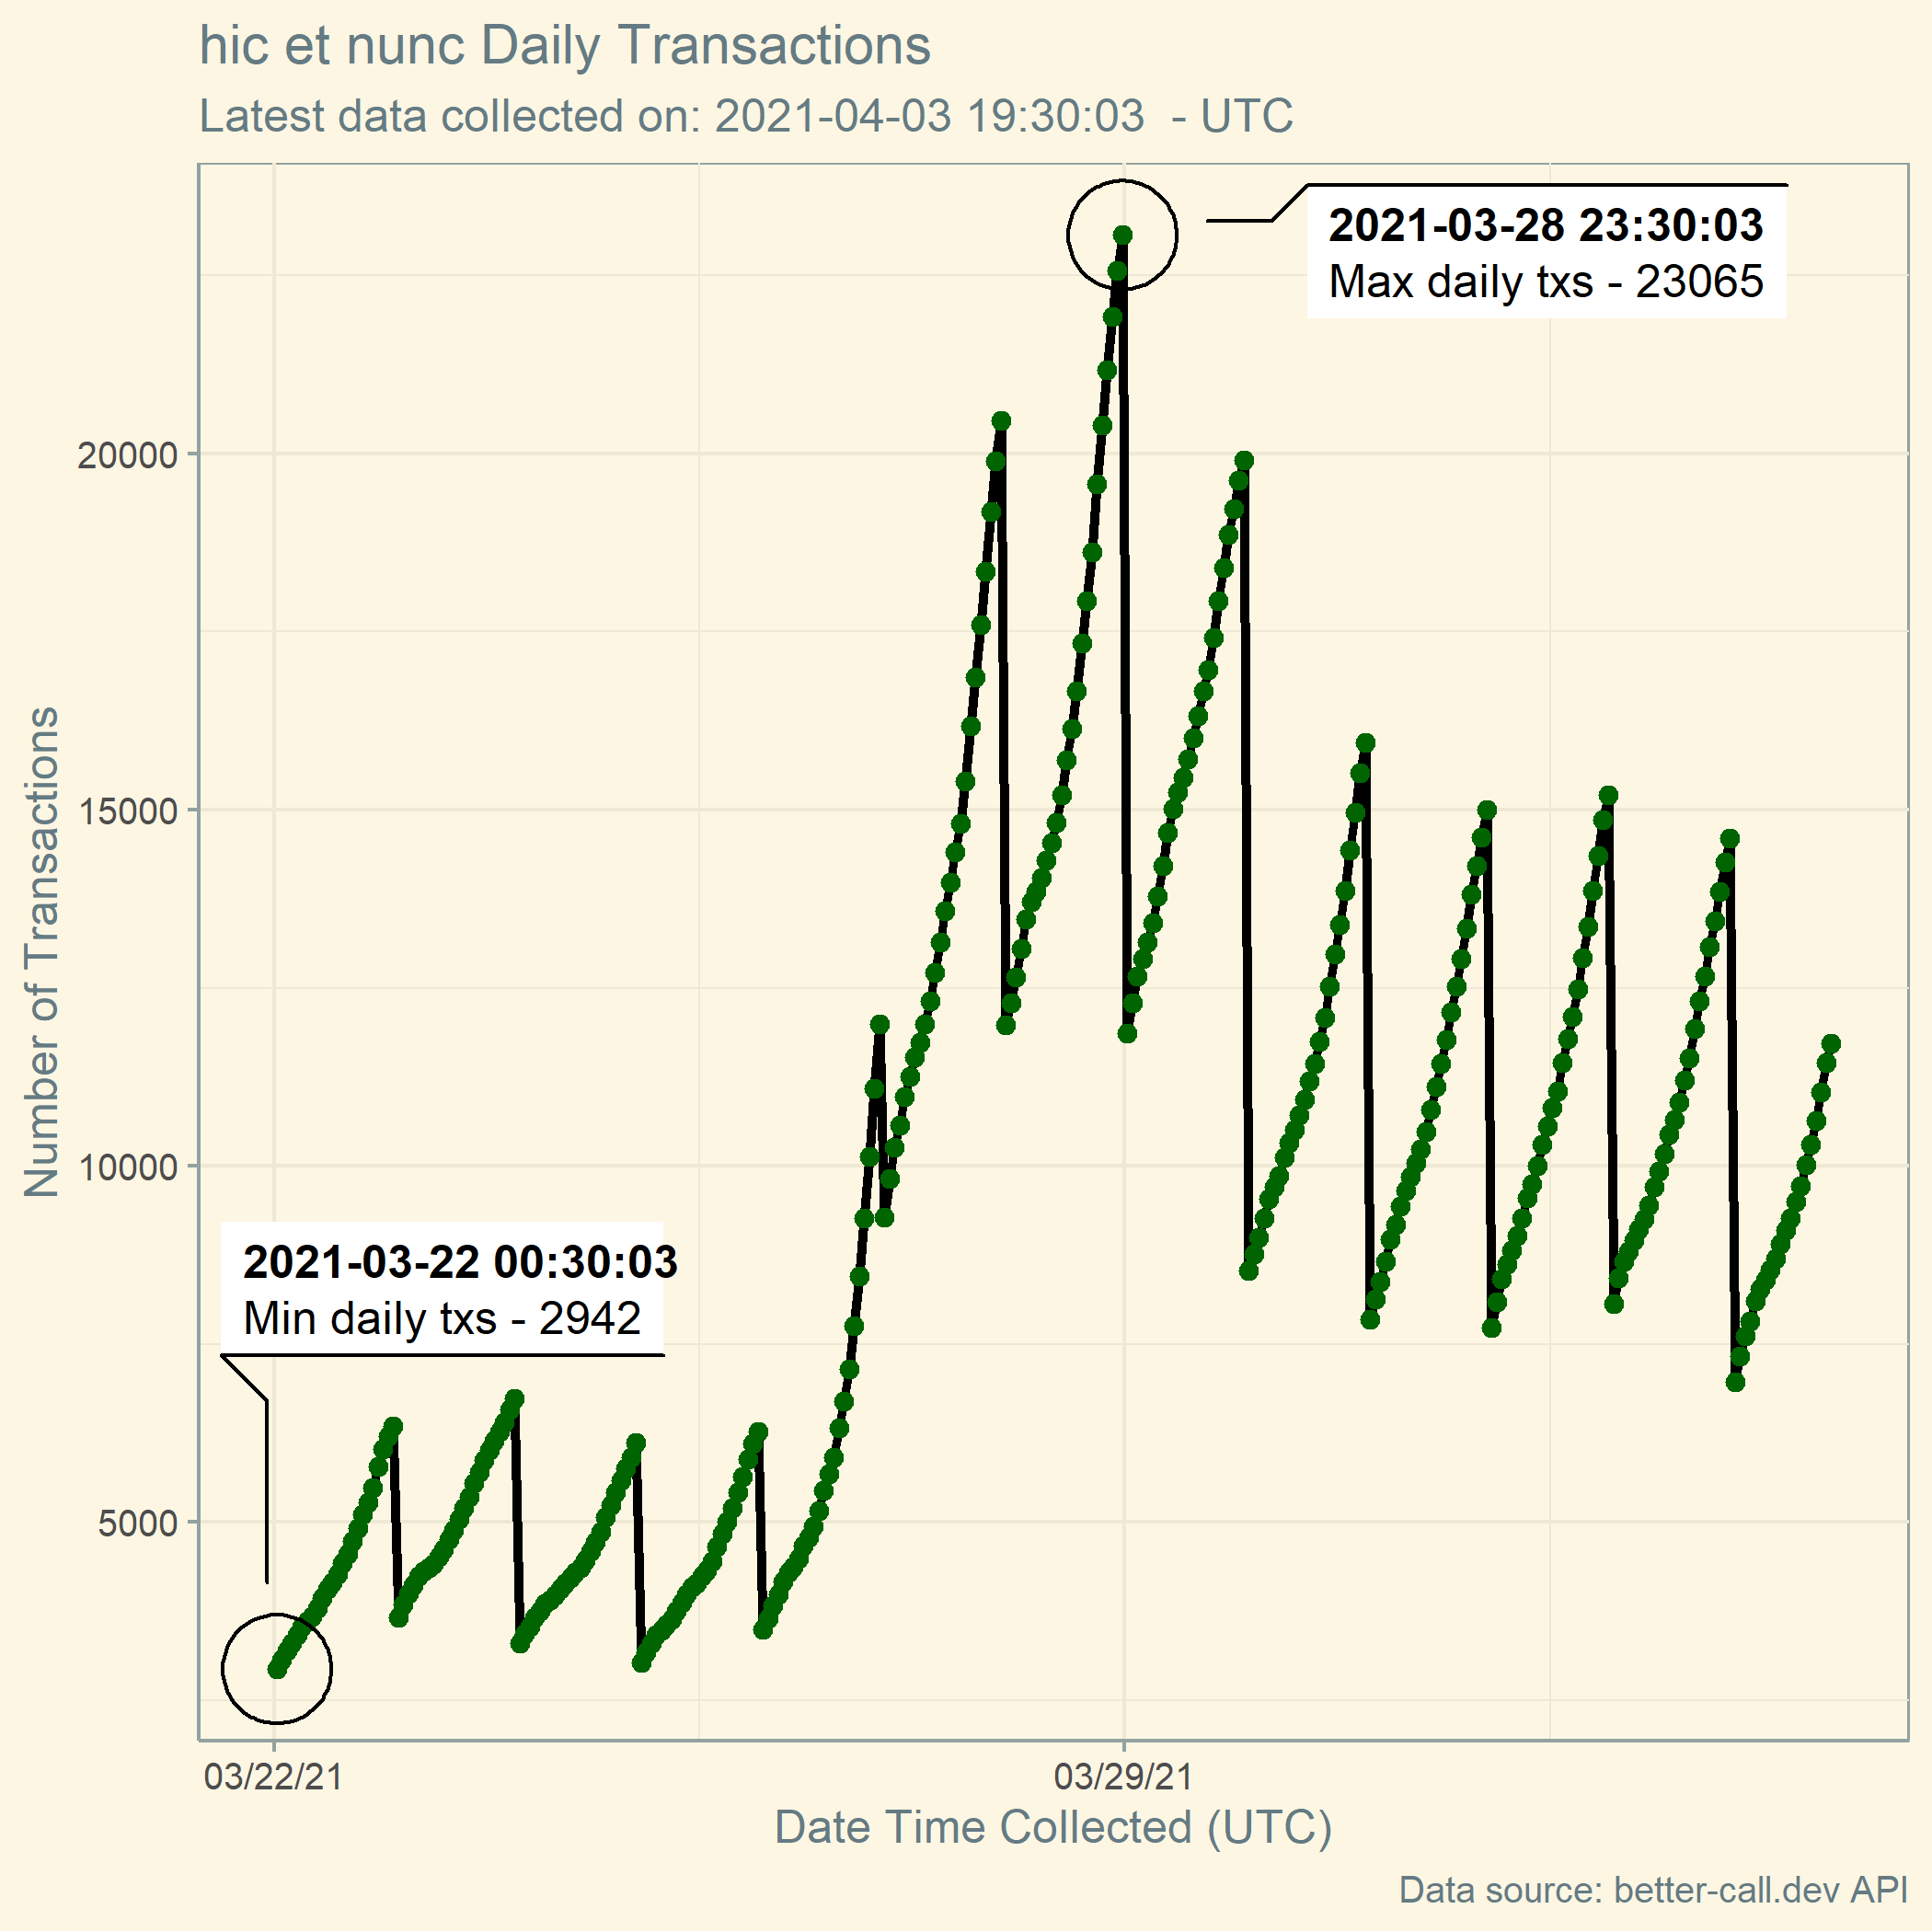 hic et nunc Daily Transactions
Latest data collected on: 2021-04-03 19:30:03  - UTC
2021-03-28 23:30:03
Max daily txs - 23065
20000
15000
10000
5000
Number of Transactions
2021-03-22 00:30:03
Min daily txs - 2942
03/22/21
03/29/21
Date Time Collected (UTC)
Data source: better-call.dev API